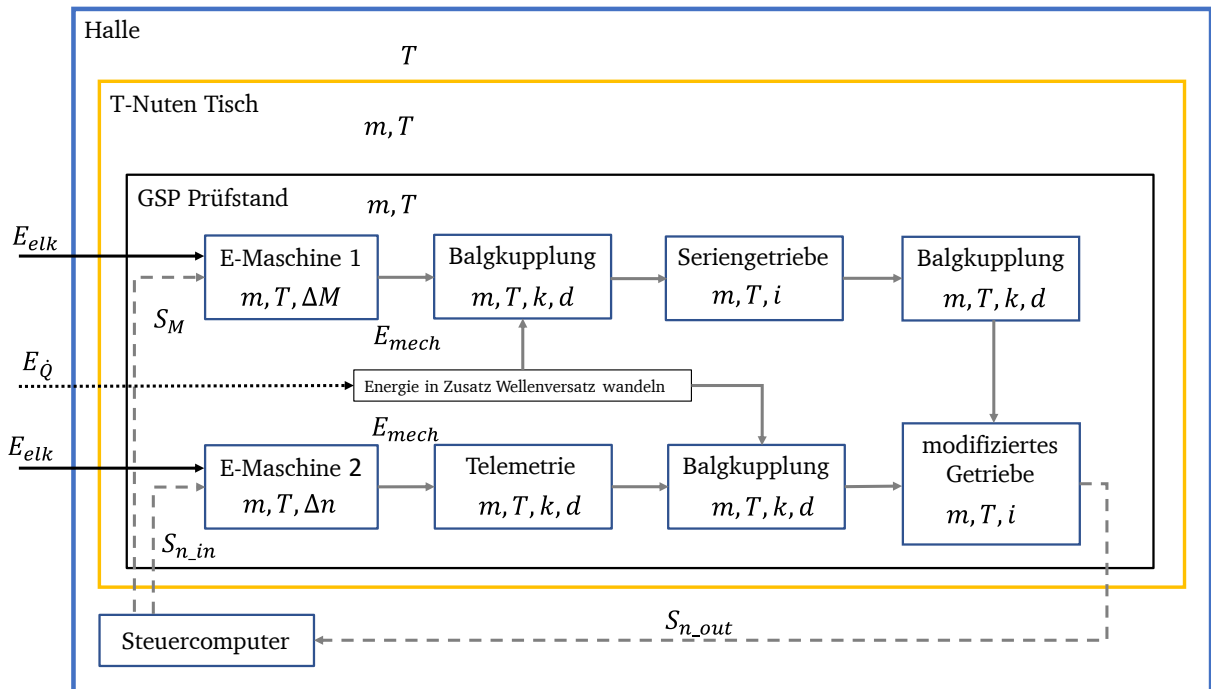 Halle
T
T-Nuten Tisch
m, T
GSP Prüfstand
m, T
E_elk
E-Maschine 1
m, T, ΔM
Balgkupplung
m, T, k, d
Seriengetriebe
m, T, i
Balgkupplung
m, T, k, d
S_M
E_mech
E_Q̇
Energie in Zusatz Wellenversatz wandeln
E_mech
E_elk
E-Maschine 2
m, T, Δn
Telemetrie
m, T, k, d
Balgkupplung
m, T, k, d
modifiziertes
Getriebe
m, T, i
S_n_in
S_n_out
Steuercomputer